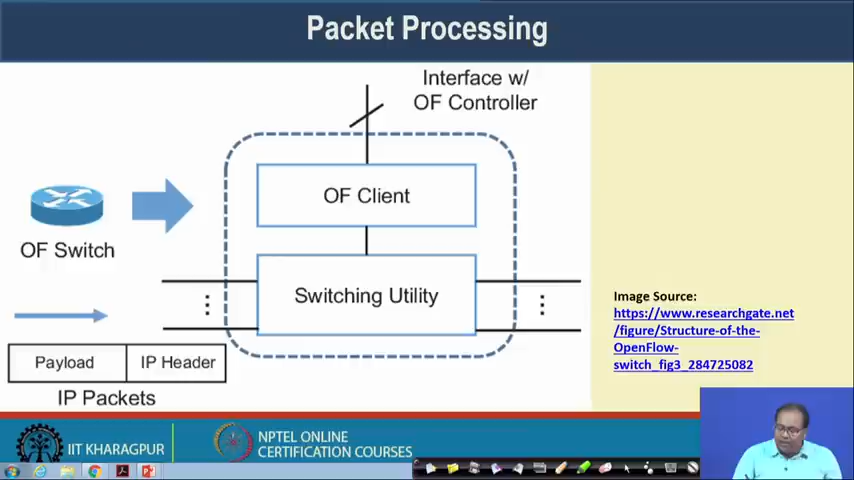 Packet Processing
Interface w/
OF Controller
OF Client
OF Switch
Switching Utility
Payload
IP Header
IP Packets
Image Source:
https://www.researchgate.net
/figure/Structure-of-the-
OpenFlow-
switch_fig3_284725082
IIT KHARAGPUR
NPTEL ONLINE
CERTIFICATION COURSES